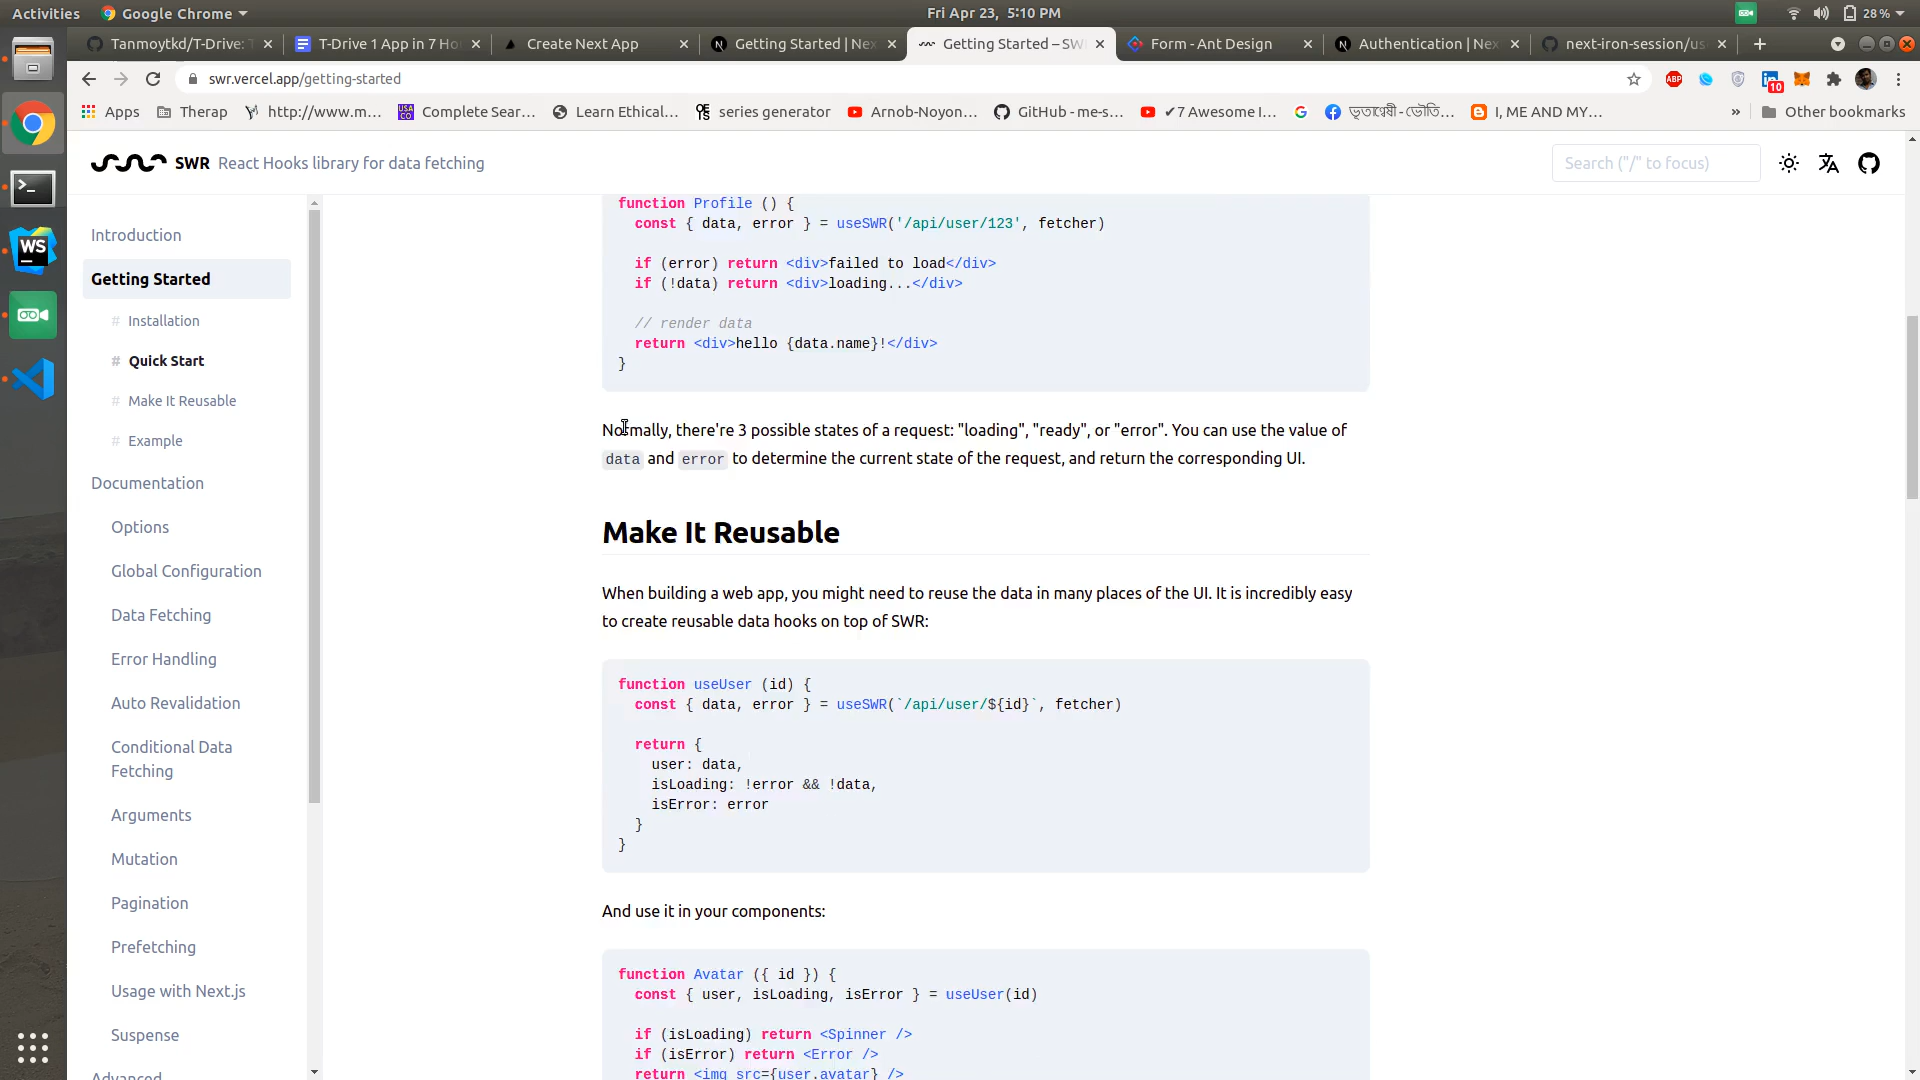 Activities
Google Chrome
Fri Apr 23, 5:10 PM
28%
Tanmoytkd/T-Drive:
T-Drive 1 App in 7 Ho
Create Next App
Getting Started | Nex
Getting Started – SW
Form - Ant Design
Authentication | Nex
next-iron-session/us
swr.vercel.app/getting-started
ABP
10
Apps
Therap
http://www.m...
USA CO
Complete Sear...
Learn Ethical...
series generator
Arnob-Noyon...
GitHub - me-s...
✔7 Awesome I...
ভূতান্বেষী - ভৌতি...
I, ME AND MY...
»
Other bookmarks
SWR
React Hooks library for data fetching
Search ("/" to focus)
WS
Introduction
Getting Started
# Installation
# Quick Start
# Make It Reusable
# Example
Documentation
Options
Global Configuration
Data Fetching
Error Handling
Auto Revalidation
Conditional Data
Fetching
Arguments
Mutation
Pagination
Prefetching
Usage with Next.js
Suspense
Advanced
function Profile () {
const { data, error } = useSWR('/api/user/123', fetcher)
if (error) return <div>failed to load</div>
if (!data) return <div>loading...</div>
// render data
return <div>hello {data.name}!</div>
}
Normally, there're 3 possible states of a request: "loading", "ready", or "error". You can use the value of
data and error to determine the current state of the request, and return the corresponding UI.
Make It Reusable
When building a web app, you might need to reuse the data in many places of the UI. It is incredibly easy
to create reusable data hooks on top of SWR:
function useUser (id) {
const { data, error } = useSWR(`/api/user/${id}`, fetcher)
return {
user: data,
isLoading: !error && !data,
isError: error
}
}
And use it in your components:
function Avatar ({ id }) {
const { user, isLoading, isError } = useUser(id)
if (isLoading) return <Spinner />
if (isError) return <Error />
return <img src={user.avatar} />